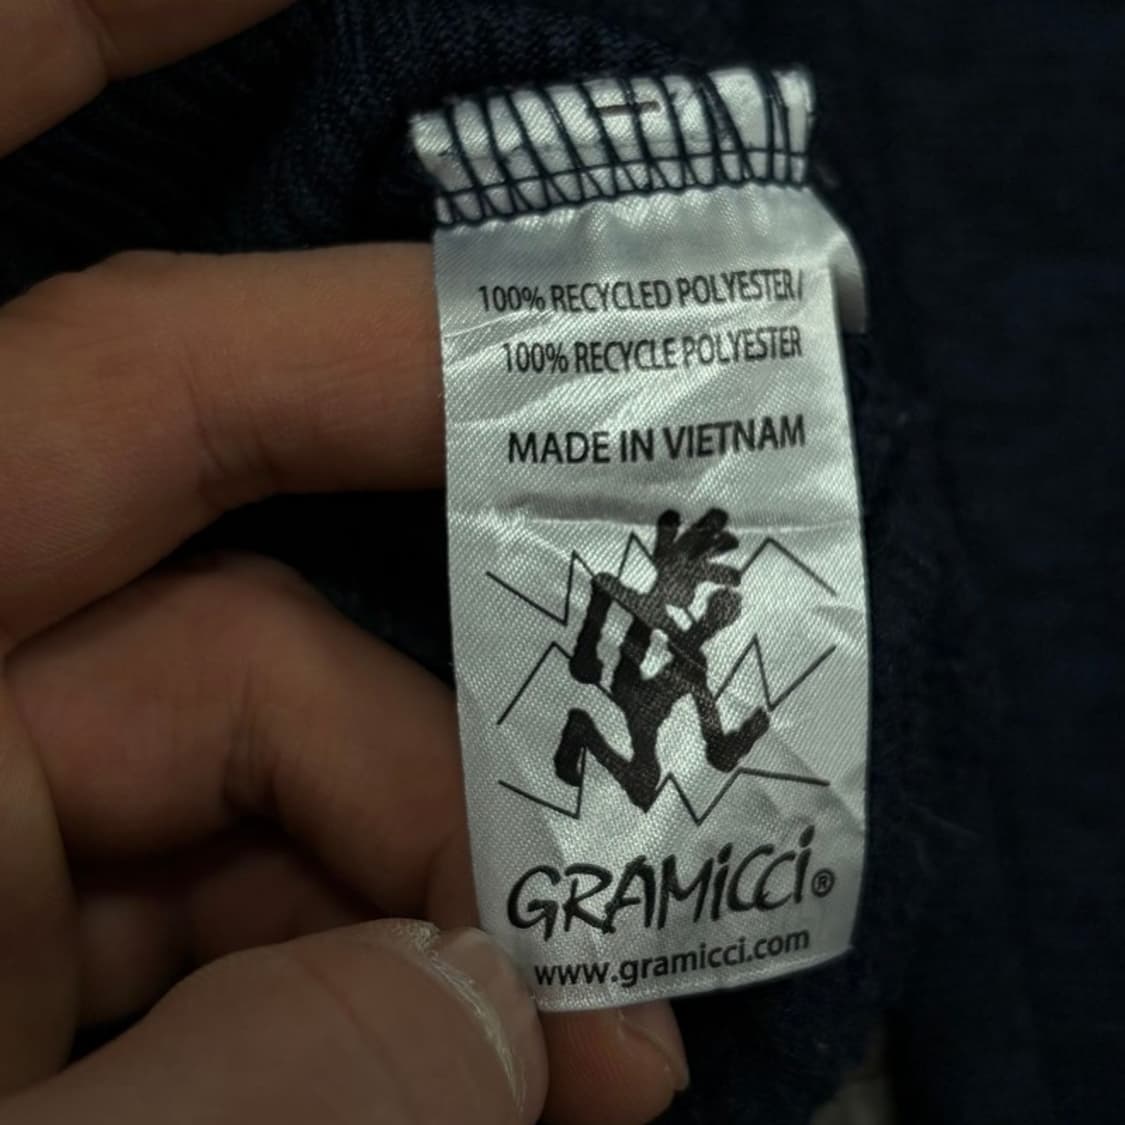 100% RECYCLED POLYESTER/
100% RECYCLE POLYESTER
MADE IN VIETNAM
GRAMiCCi®
www.gramicci.com